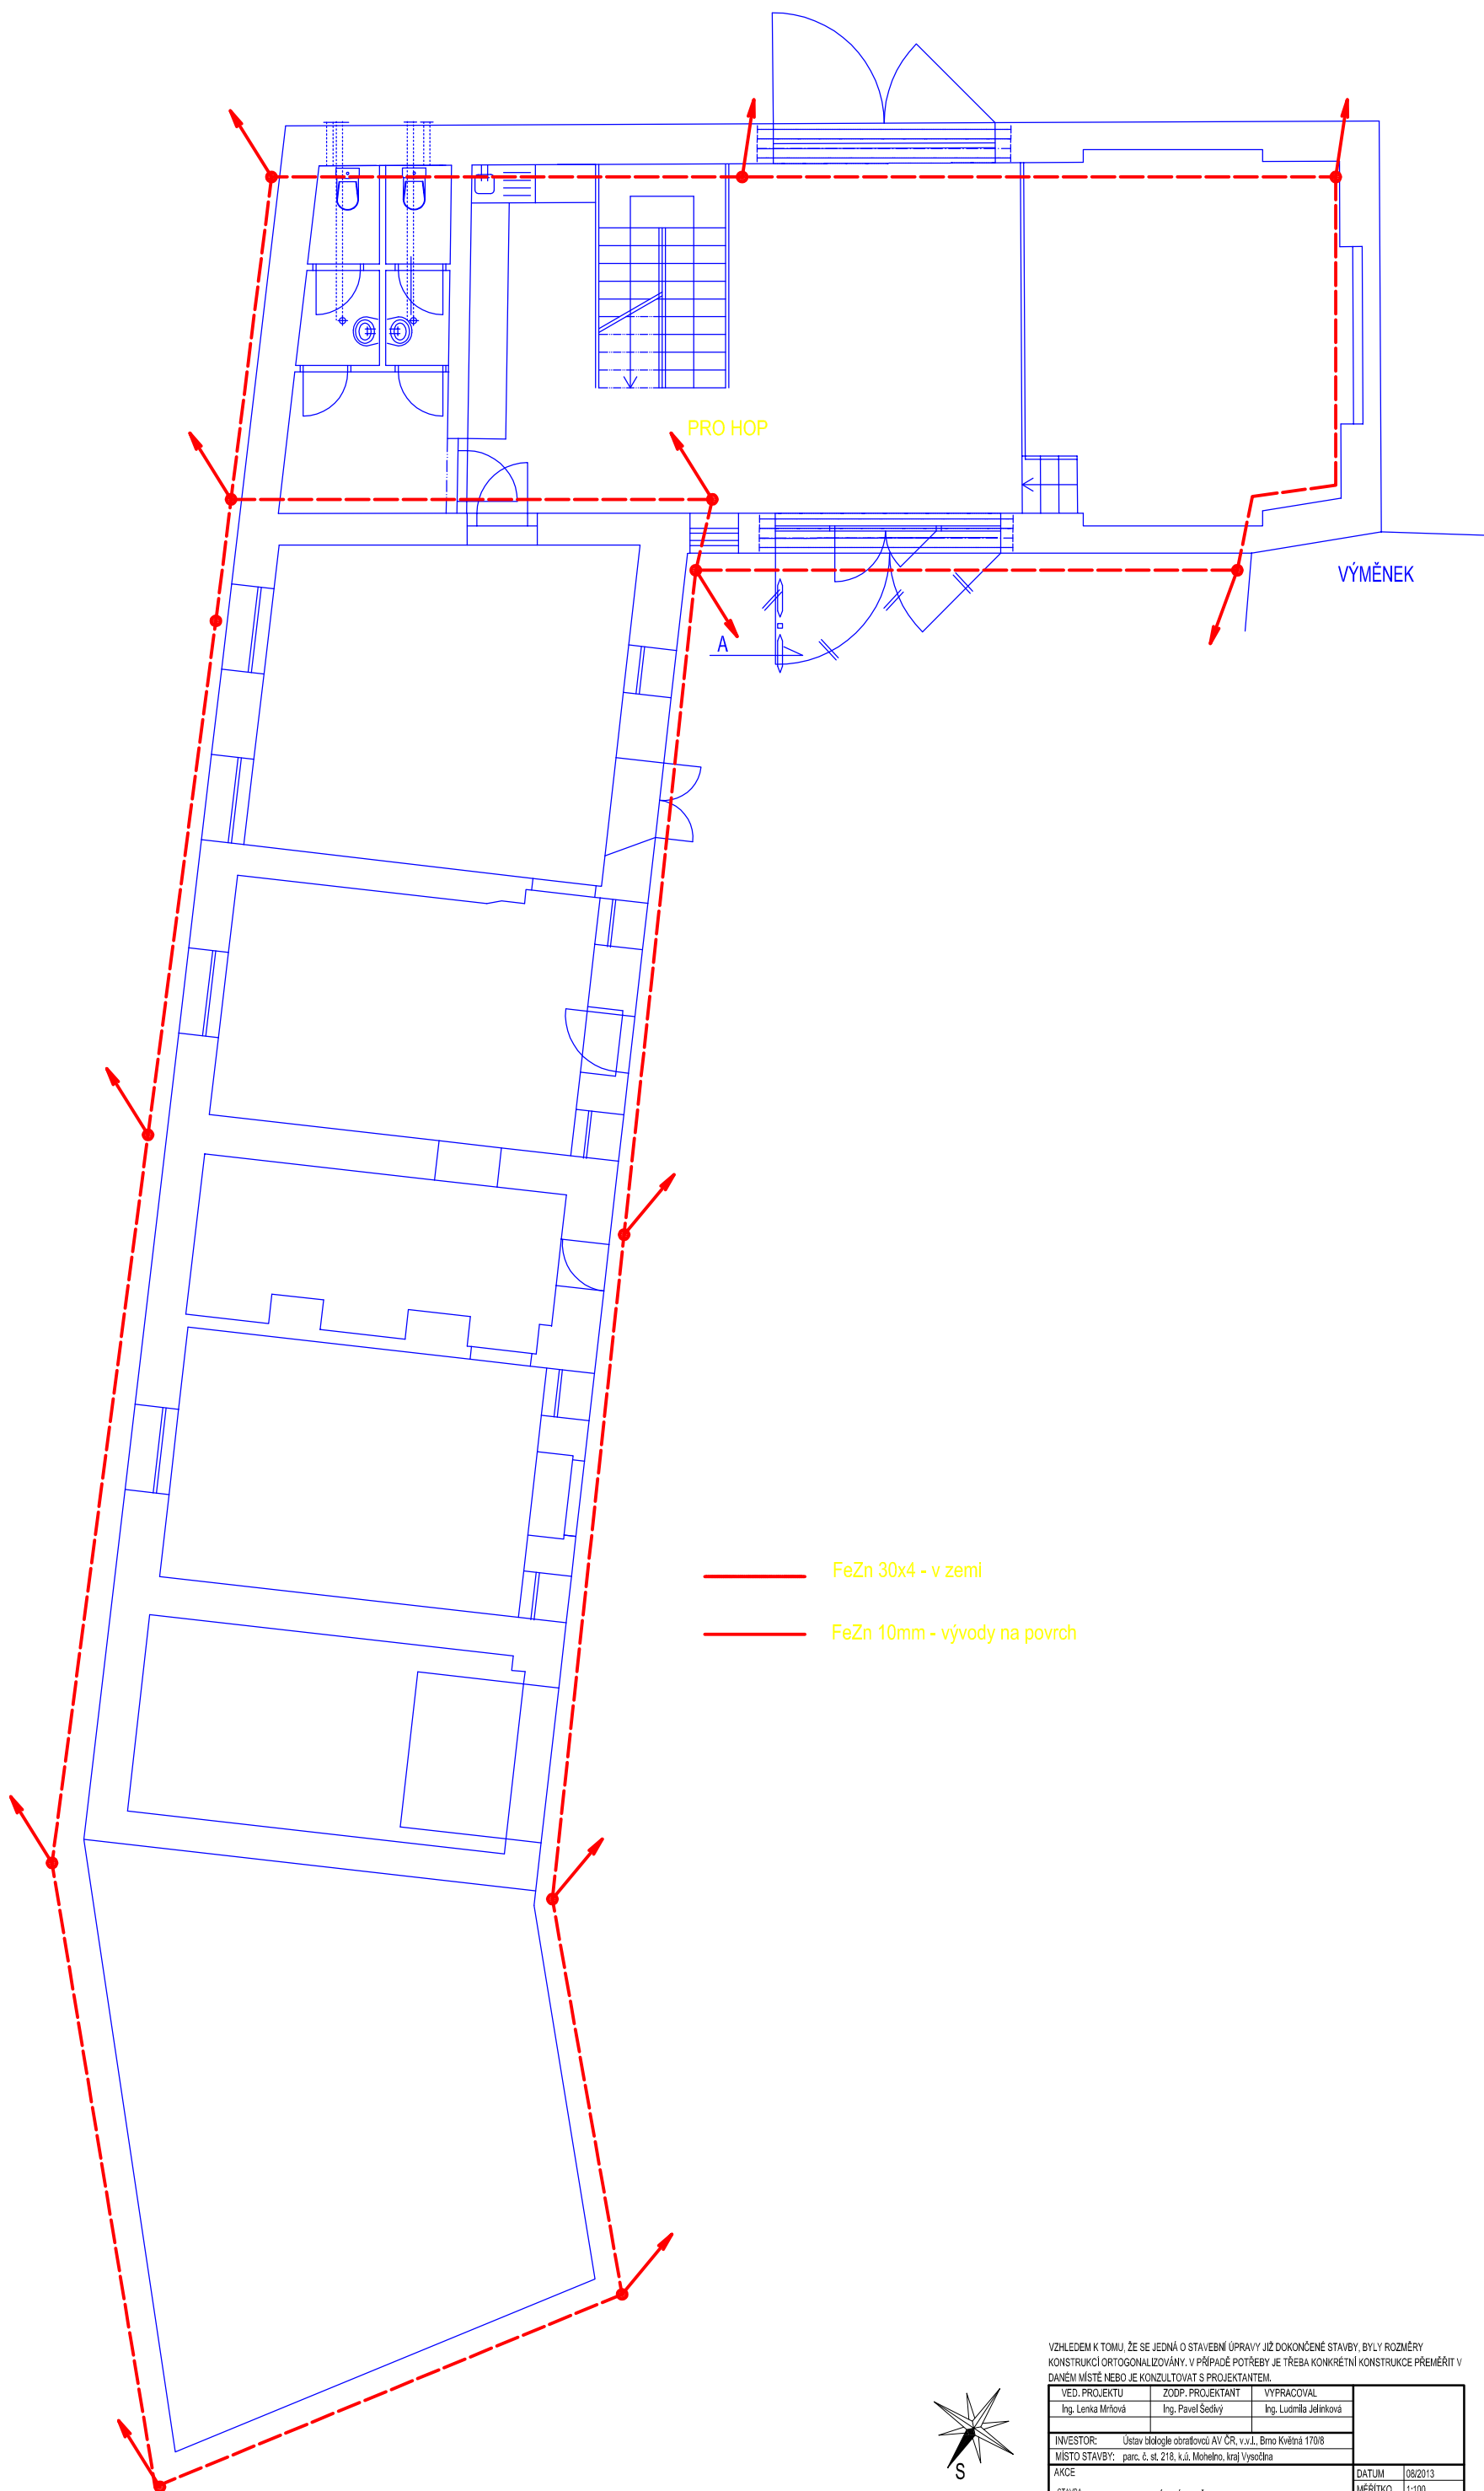 PRO HOP
VÝMĚNEK
A
FeZn 30x4 - v zemi
FeZn 10mm - vývody na povrch
VZHLEDEM K TOMU, ŽE SE JEDNÁ O STAVEBNÍ ÚPRAVY JIŽ DOKONČENÉ STAVBY, BYLY ROZMĚRY
KONSTRUKCÍ ORTOGONALIZOVÁNY. V PŘÍPADĚ POTŘEBY JE TŘEBA KONKRÉTNÍ KONSTRUKCE PŘEMĚŘIT V
DANÉM MÍSTĚ NEBO JE KONZULTOVAT S PROJEKTANTEM.
VED. PROJEKTU ZODP. PROJEKTANT VYPRACOVAL
Ing. Lenka Mrňová Ing. Pavel Šedivý Ing. Ludmila Jelínková
INVESTOR: Ústav biologie obratlovců AV ČR, v.v.i., Brno Květná 170/8
MÍSTO STAVBY: parc. č. st. 218, k.ú. Mohelno, kraj Vysočina
AKCE
DATUM 08/2013
MĚŘÍTKO 1:100
S